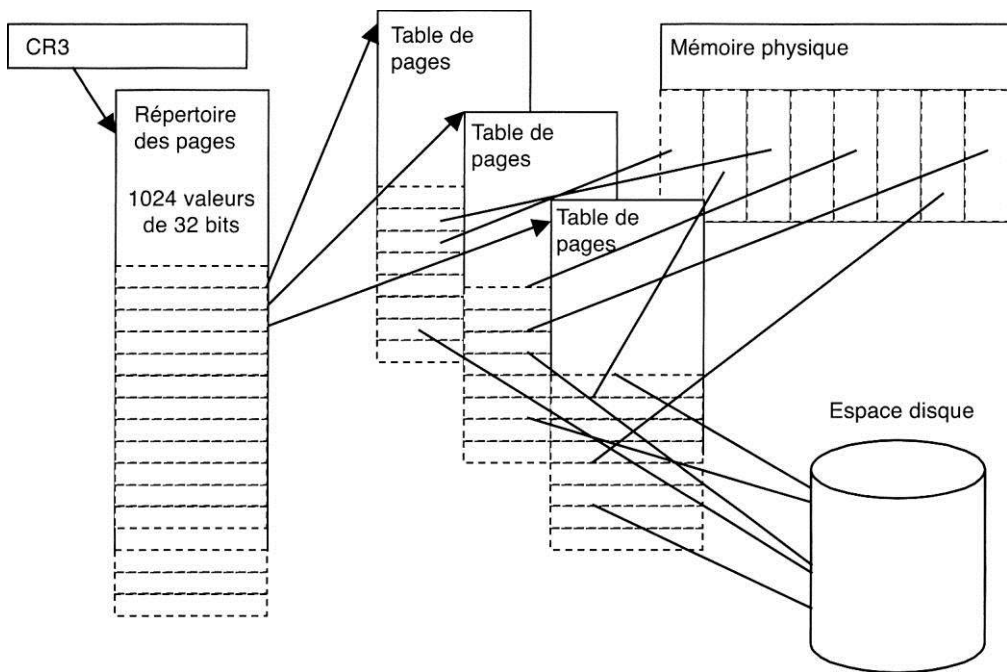 CR3
Répertoire
des pages
1024 valeurs
de 32 bits
Table de
pages
Table de
pages
Table de
pages
Mémoire physique
Espace disque